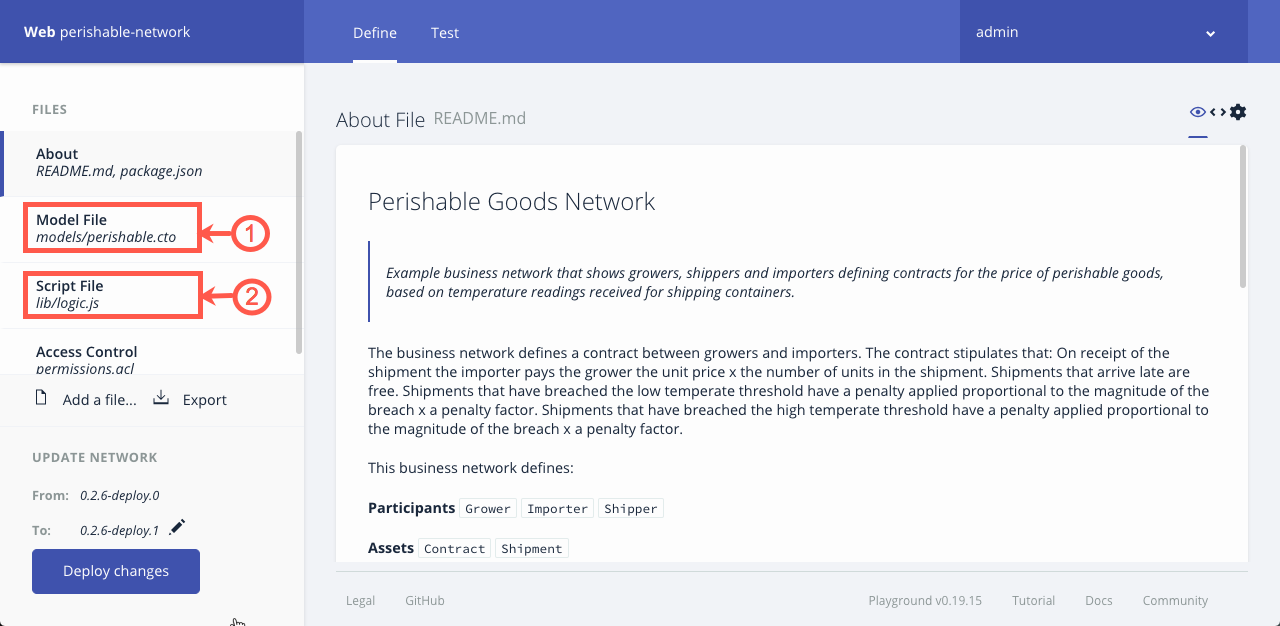 Web perishable-network
Define Test
admin
FILES
About
README.md, package.json
Model File
models/perishable.cto
1
Script File
lib/logic.js
2
Access Control
permissions.acl
Add a file... Export
UPDATE NETWORK
From: 0.2.6-deploy.0
To: 0.2.6-deploy.1
Deploy changes
About File README.md
Perishable Goods Network
Example business network that shows growers, shippers and importers defining contracts for the price of perishable goods,
based on temperature readings received for shipping containers.
The business network defines a contract between growers and importers. The contract stipulates that: On receipt of the
shipment the importer pays the grower the unit price x the number of units in the shipment. Shipments that arrive late are
free. Shipments that have breached the low temperate threshold have a penalty applied proportional to the magnitude of the
breach x a penalty factor. Shipments that have breached the high temperate threshold have a penalty applied proportional to
the magnitude of the breach x a penalty factor.
This business network defines:
Participants Grower Importer Shipper
Assets Contract Shipment
Legal GitHub Playground v0.19.15 Tutorial Docs Community